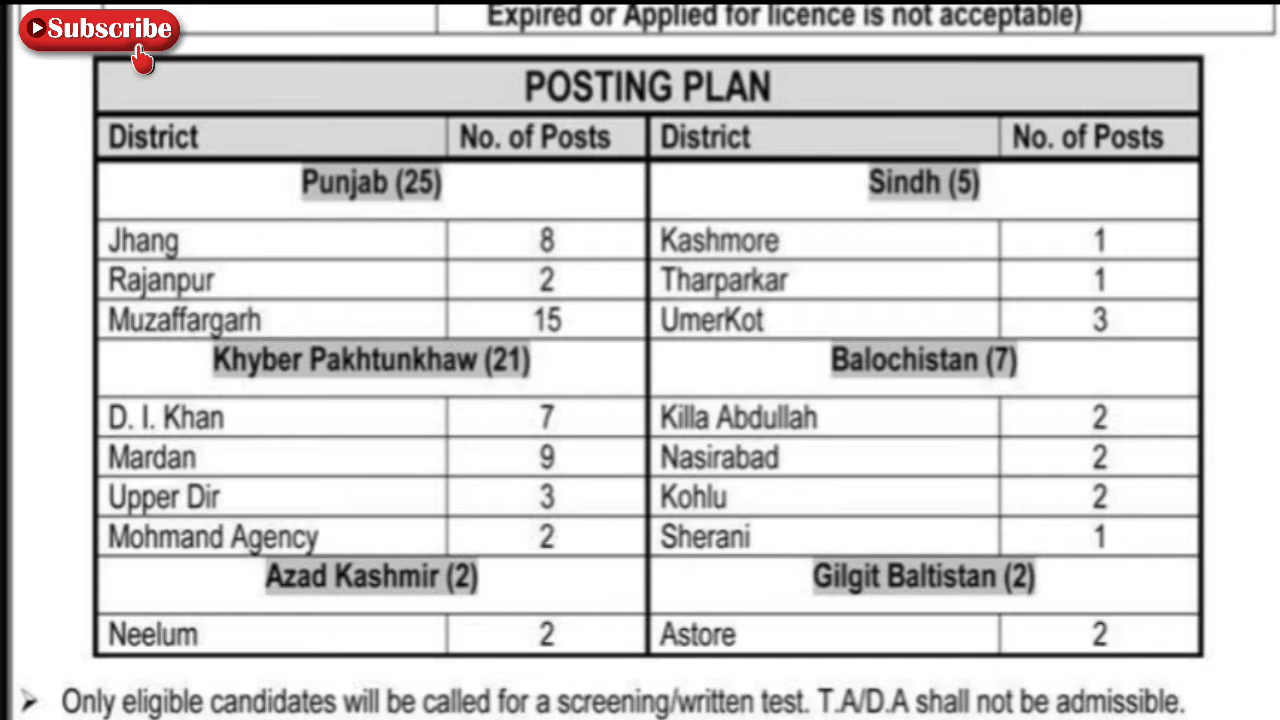 Subscribe
Expired or Applied for licence is not acceptable)
POSTING PLAN
District No. of Posts District No. of Posts
Punjab (25) Sindh (5)
Jhang 8 Kashmore 1
Rajanpur 2 Tharparkar 1
Muzaffargarh 15 UmerKot 3
Khyber Pakhtunkhaw (21) Balochistan (7)
D. I. Khan 7 Killa Abdullah 2
Mardan 9 Nasirabad 2
Upper Dir 3 Kohlu 2
Mohmand Agency 2 Sherani 1
Azad Kashmir (2) Gilgit Baltistan (2)
Neelum 2 Astore 2
➢ Only eligible candidates will be called for a screening/written test. T.A/D.A shall not be admissible.